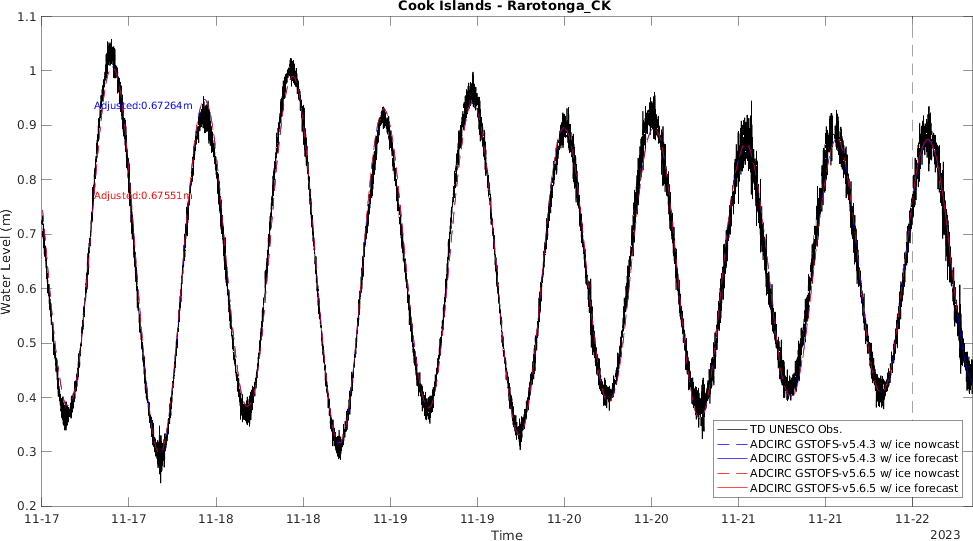 Cook Islands - Rarotonga_CK
1.1
1
0.9
0.8
0.7
0.6
0.5
0.4
0.3
0.2
Water Level (m)
Adjusted:0.67264m
Adjusted:0.67551m
TD UNESCO Obs.
ADCIRC GSTOFS-v5.4.3 w/ ice nowcast
ADCIRC GSTOFS-v5.4.3 w/ ice forecast
ADCIRC GSTOFS-v5.6.5 w/ ice nowcast
ADCIRC GSTOFS-v5.6.5 w/ ice forecast
11-17 11-17 11-18 11-18 11-19 11-19 11-20 11-20 11-21 11-21 11-22
Time
2023